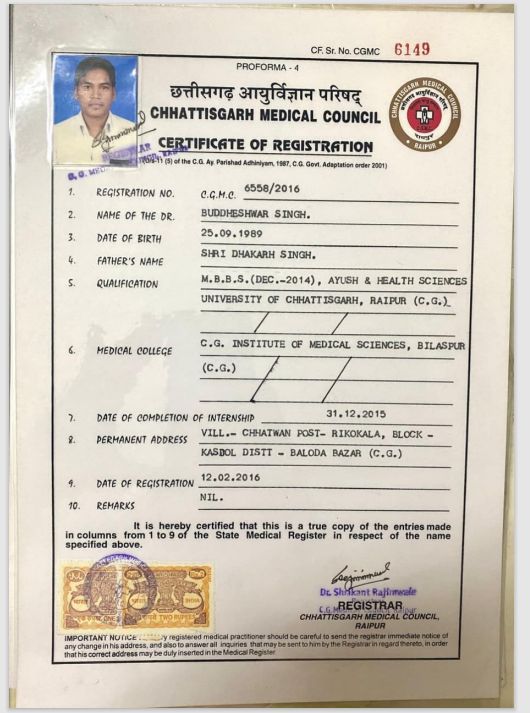 CF. Sr. No. CGMC 6149
PROFORMA - 4
छत्तीसगढ़ आयुर्विज्ञान परिषद्
CHHATTISGARH MEDICAL COUNCIL
CERTIFICATE OF REGISTRATION
11 (5) of the C.G. Ay. Parishad Adhiniyam, 1987, C.G. Govt. Adaptation order 2001)
CHHATTISGARH MEDICAL COUNCIL
RAIPUR
REGISTRAR
1. REGISTRATION NO. C.G.M.C. 6558/2016
2. NAME OF THE DR. BUDDHESHWAR SINGH.
3. DATE OF BIRTH 25.09.1989
4. FATHER'S NAME SHRI DHAKARH SINGH.
5. QUALIFICATION M.B.B.S.(DEC.-2014), AYUSH & HEALTH SCIENCES
UNIVERSITY OF CHHATTISGARH, RAIPUR (C.G.)
6. MEDICAL COLLEGE C.G. INSTITUTE OF MEDICAL SCIENCES, BILASPUR
(C.G.)
7. DATE OF COMPLETION OF INTERNSHIP 31.12.2015
8. PERMANENT ADDRESS VILL.- CHHATWAN POST- RIKOKALA, BLOCK -
KASDOL DISTT - BALODA BAZAR (C.G.)
9. DATE OF REGISTRATION 12.02.2016
10. REMARKS NIL.
It is hereby certified that this is a true copy of the entries made
in columns from 1 to 9 of the State Medical Register in respect of the name
specified above.
TWO RUPEES
Dr. Shrikant Rajimwale
REGISTRAR
CHHATTISGARH MEDICAL COUNCIL,
RAIPUR
IMPORTANT NOTICE registered medical practitioner should be careful to send the registrar immediate notice of
any change in his address, and also to answer all inquiries that may be sent to him by the Registrar in regard thereto, in order
that his correct address may be duly inserted in the Medical Register